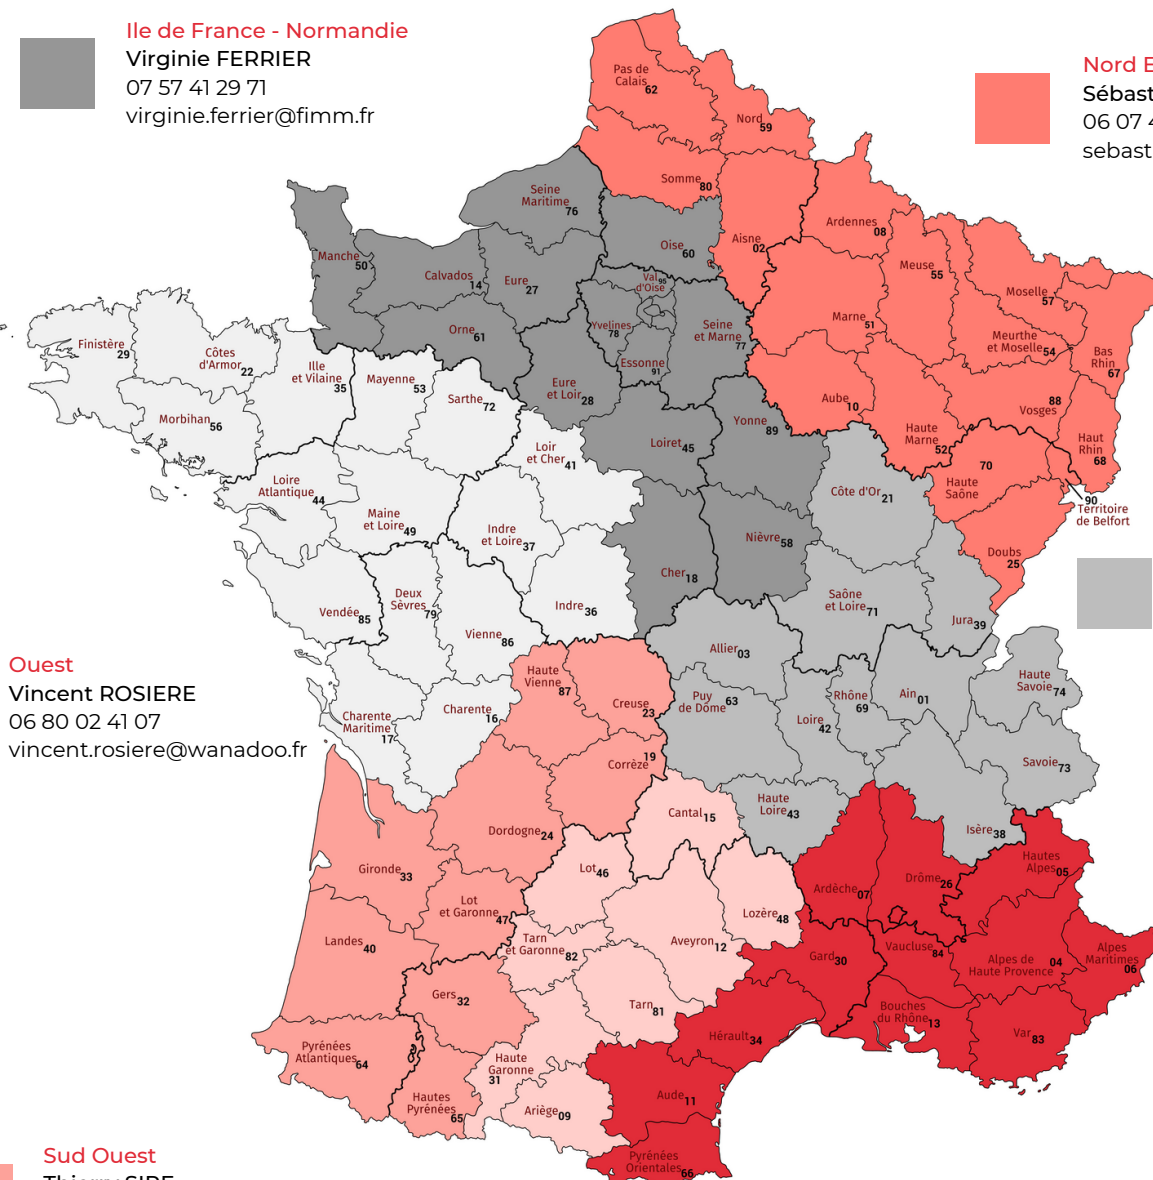 Ile de France - Normandie
Virginie FERRIER
07 57 41 29 71
virginie.ferrier@fimm.fr
Nord E
Sébast
06 07 4
sebast
Pas de
Calais 62
Nord 59
Somme 80
Seine
Maritime 76
Oise 60
Aisne 02
Ardennes 08
Manche 50
Calvados 14
Eure 27
Val 95
d'Oise
Meuse 55
Moselle 57
Orne 61
Yvelines
78
Seine
et Marne 77
Marne 51
Meurthe
et Moselle 54
Bas
Rhin
67
Essonne
91
Finistère
29
Côtes
d'Armor 22
Ille
et Vilaine 35
Mayenne 53
Sarthe 72
Eure
et Loir 28
Aube 10
Haute
Marne 52
88
Vosges
Haut
Rhin
68
Morbihan 56
Loir
et Cher 41
Loiret 45
Yonne 89
70
Haute
Saône
90
Territoire
de Belfort
Loire
Atlantique 44
Maine
et Loire 49
Indre
et Loire 37
Côte d'Or 21
Nièvre 58
Doubs
25
Cher 18
Vendée 85
Deux
Sèvres 79
Vienne 86
Indre 36
Saône
et Loire 71
Jura 39
Ouest
Vincent ROSIERE
06 80 02 41 07
vincent.rosiere@wanadoo.fr
Allier 03
Haute
Vienne 87
Creuse 23
Puy
de Dôme 63
Loire
42
Rhône
69
Ain 01
Haute
Savoie 74
Charente
Maritime
17
Charente 16
19
Corrèze
Savoie 73
Dordogne 24
Cantal 15
Haute
Loire 43
Isère 38
Gironde 33
Lot 46
Lozère 48
Ardèche 07
Drôme 26
Hautes
Alpes 05
Lot
et Garonne 47
Landes 40
Tarn
et Garonne 82
Aveyron 12
Gard 30
Vaucluse 84
Alpes de
Haute Provence 04
Alpes
Maritimes
06
Gers 32
Tarn 81
Hérault 34
Bouches
du Rhône 13
Var 83
Pyrénées
Atlantiques 64
Hautes
Pyrénées 65
Haute
Garonne
31
Ariège 09
Aude 11
Pyrénées
Orientales 66
Sud Ouest
Thierry SIRE